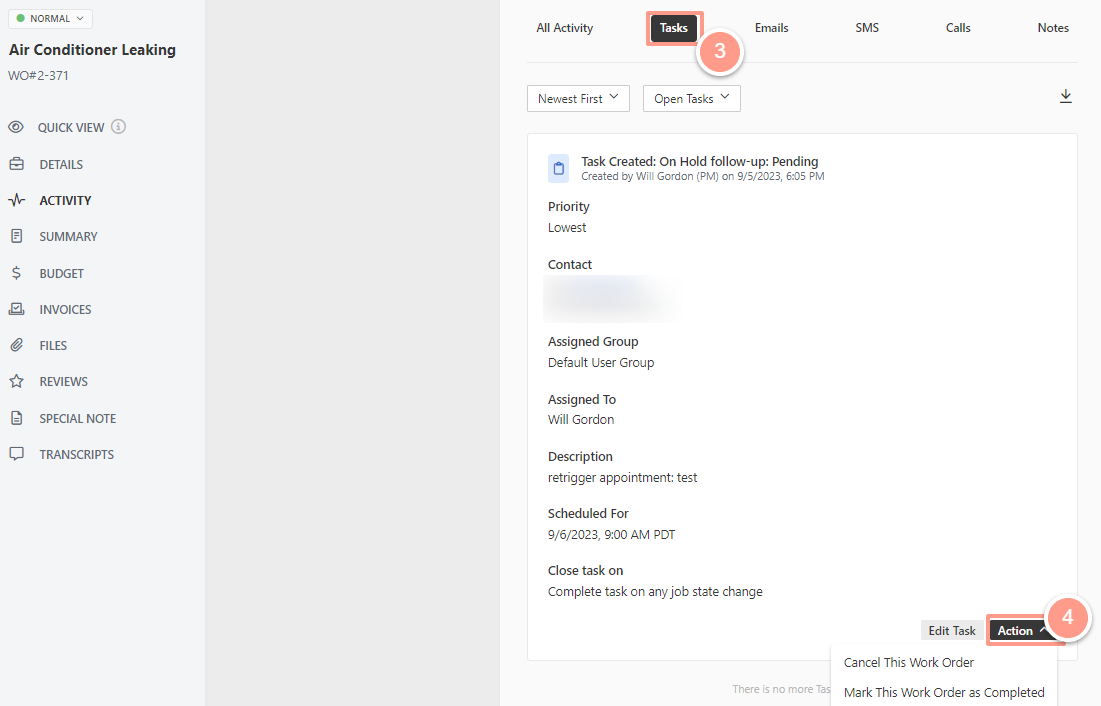 NORMAL
Air Conditioner Leaking
WO#2-371
QUICK VIEW
DETAILS
ACTIVITY
SUMMARY
BUDGET
INVOICES
FILES
REVIEWS
SPECIAL NOTE
TRANSCRIPTS
All Activity
Tasks
Emails
SMS
Calls
Notes
3
Newest First
Open Tasks
Task Created: On Hold follow-up: Pending
Created by Will Gordon (PM) on 9/5/2023, 6:05 PM
Priority
Lowest
Contact
Assigned Group
Default User Group
Assigned To
Will Gordon
Description
retrigger appointment: test
Scheduled For
9/6/2023, 9:00 AM PDT
Close task on
Complete task on any job state change
Edit Task
Action
4
Cancel This Work Order
Mark This Work Order as Completed
There is no more Tas